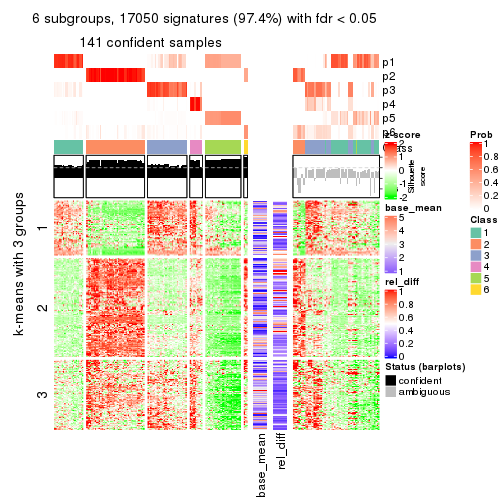 6 subgroups, 17050 signatures (97.4%) with fdr < 0.05
141 confident samples
p1
p2
p3
p4
p5
p6
Silhouette
score
k-means with 3 groups
1
2
3
base_mean
rel_diff
z-score
2
1
0
-1
-2
base_mean
5
4
3
2
1
rel_diff
1
0.8
0.6
0.4
0.2
0
Status (barplots)
confident
ambiguous
Prob
1
0.8
0.6
0.4
0.2
0
Class
1
2
3
4
5
6